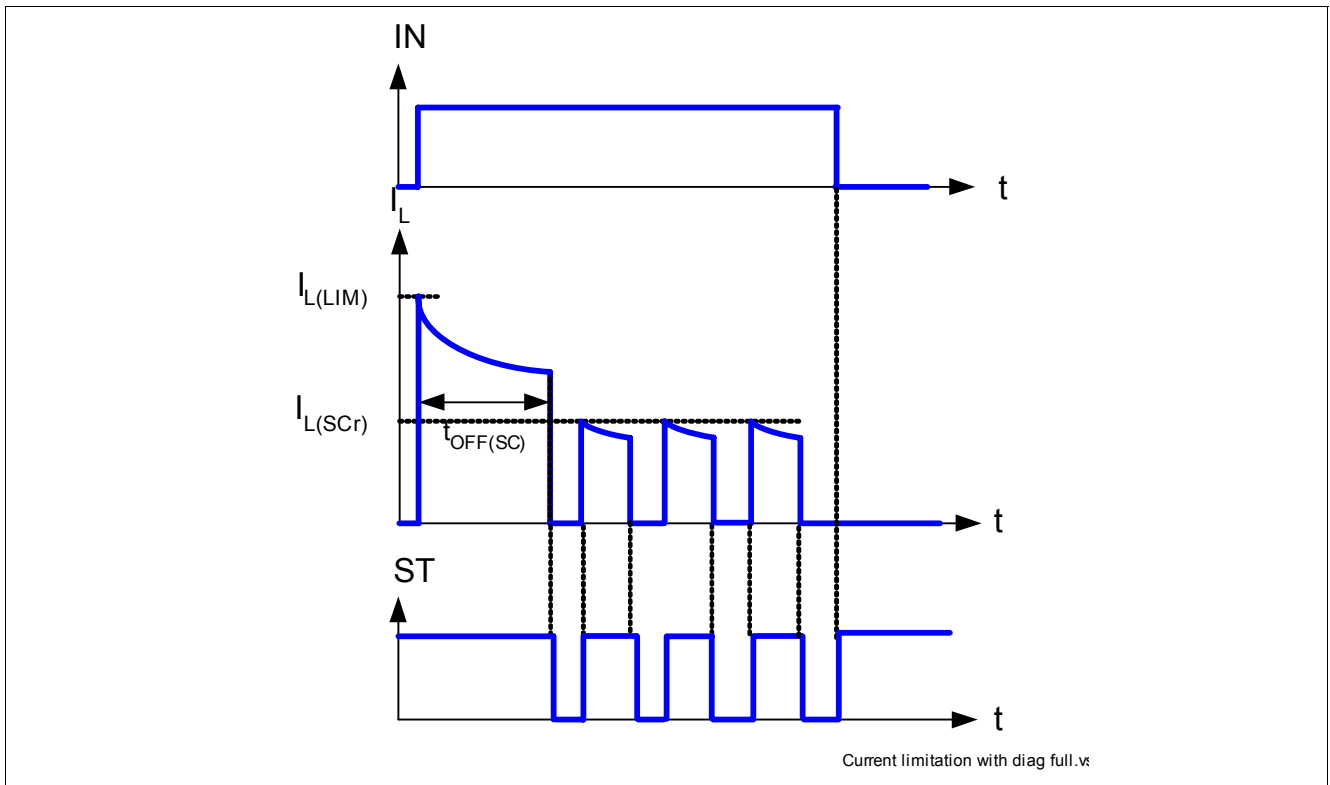 IN
t
I_L
I_L(LIM)
I_L(SCr)
t_OFF(SC)
t
ST
t
Current limitation with diag full.vs